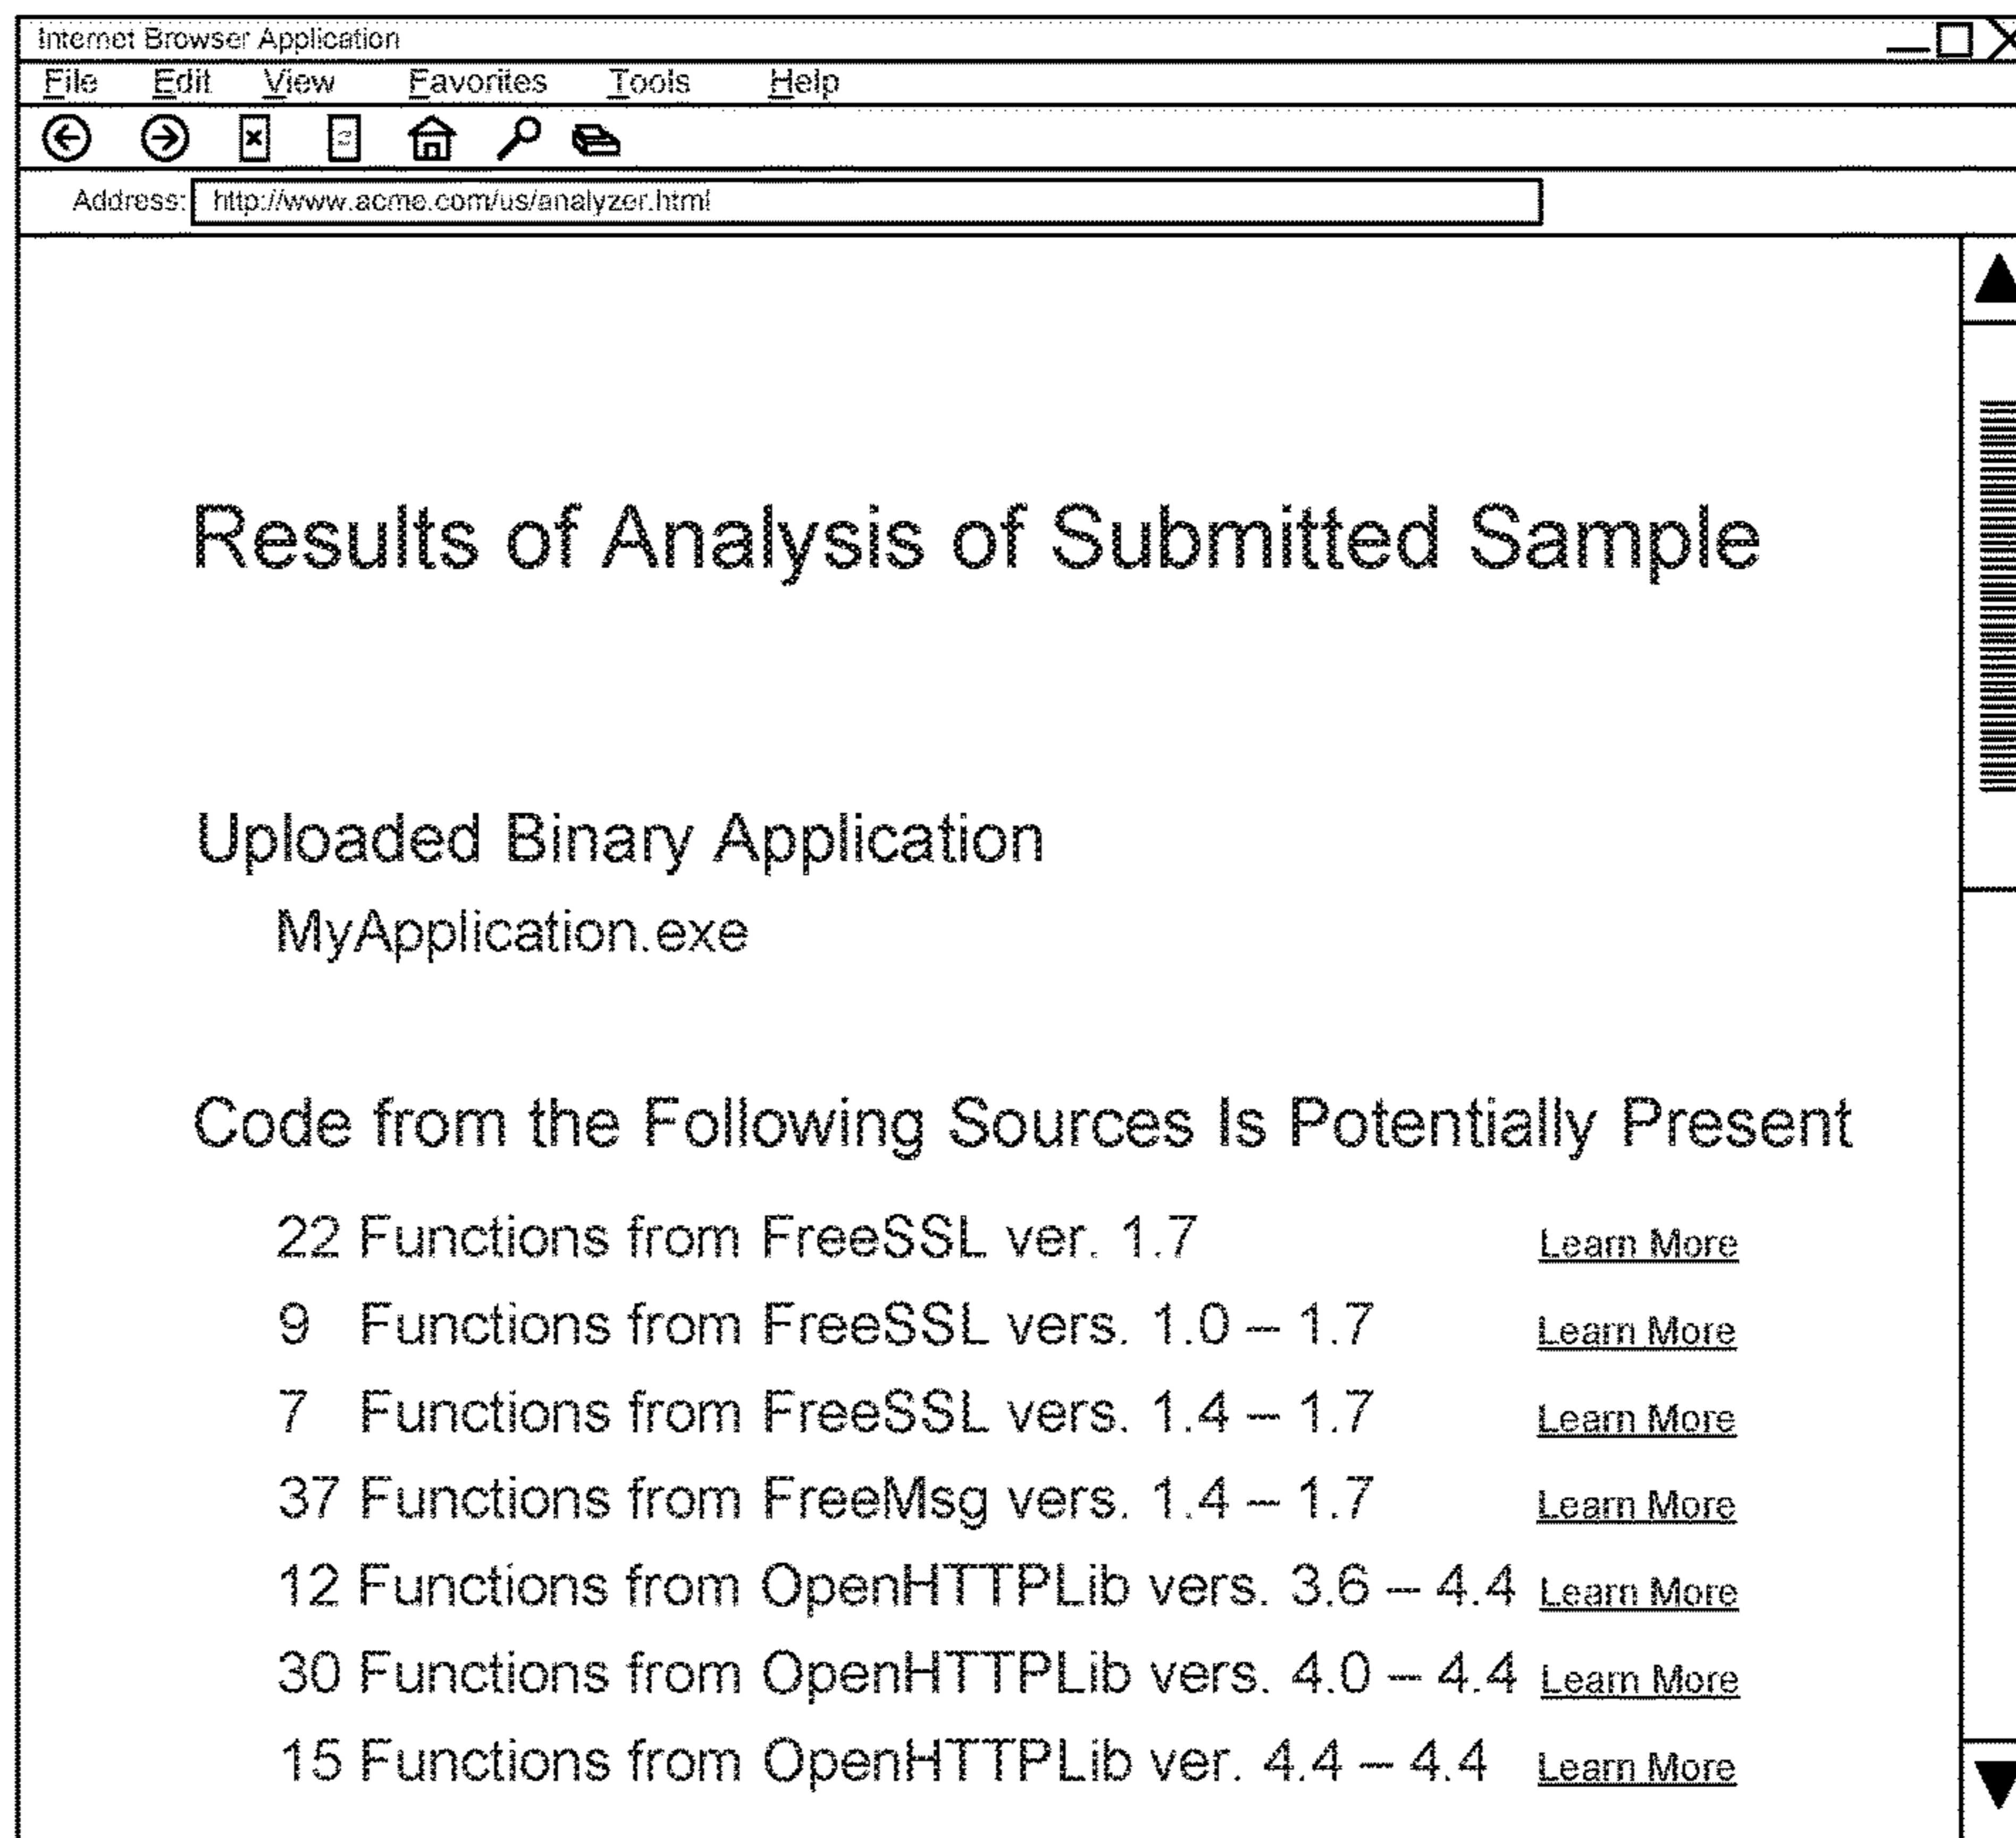 Internet Browser Application
File Edit View Favorites Tools Help
Address: http://www.acme.com/us/analyzer.html
Results of Analysis of Submitted Sample
Uploaded Binary Application
MyApplication.exe
Code from the Following Sources Is Potentially Present
22 Functions from FreeSSL ver. 1.7 Learn More
9 Functions from FreeSSL vers. 1.0 – 1.7 Learn More
7 Functions from FreeSSL vers. 1.4 – 1.7 Learn More
37 Functions from FreeMsg vers. 1.4 – 1.7 Learn More
12 Functions from OpenHTTPLib vers. 3.6 – 4.4 Learn More
30 Functions from OpenHTTPLib vers. 4.0 – 4.4 Learn More
15 Functions from OpenHTTPLib ver. 4.4 – 4.4 Learn More